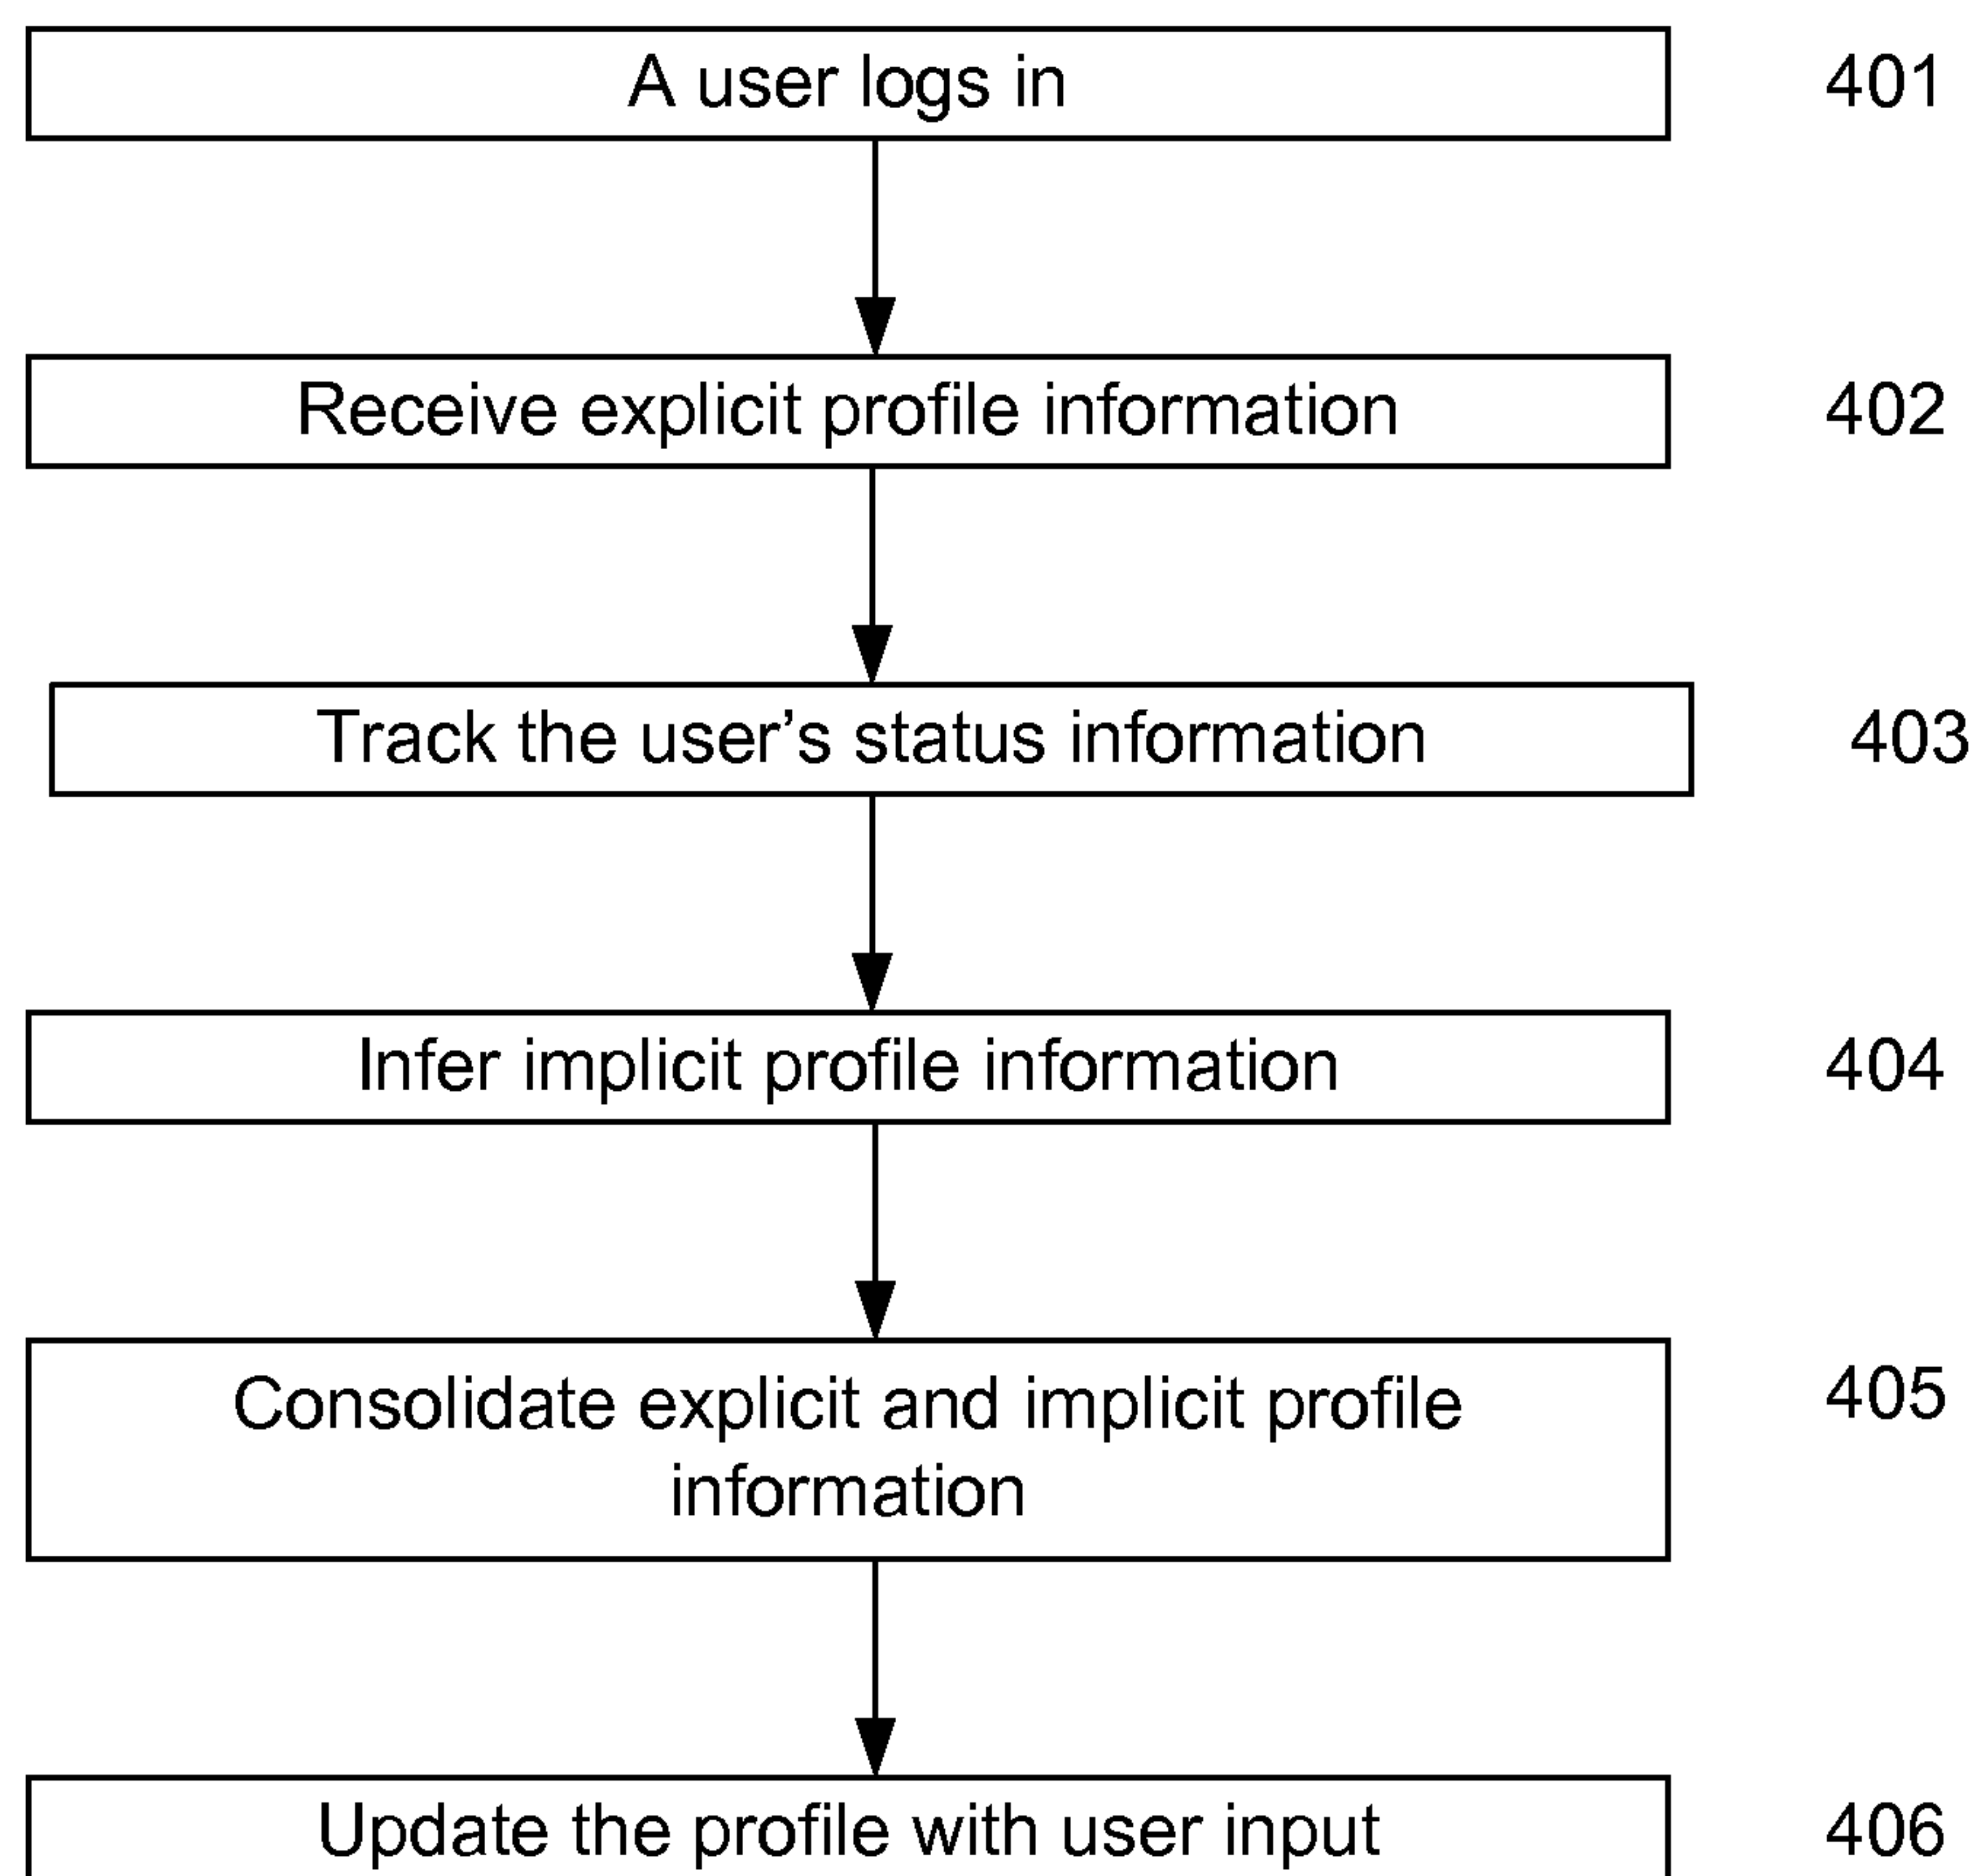 A user logs in 401
Receive explicit profile information 402
Track the user’s status information 403
Infer implicit profile information 404
Consolidate explicit and implicit profile 405
information
Update the profile with user input 406